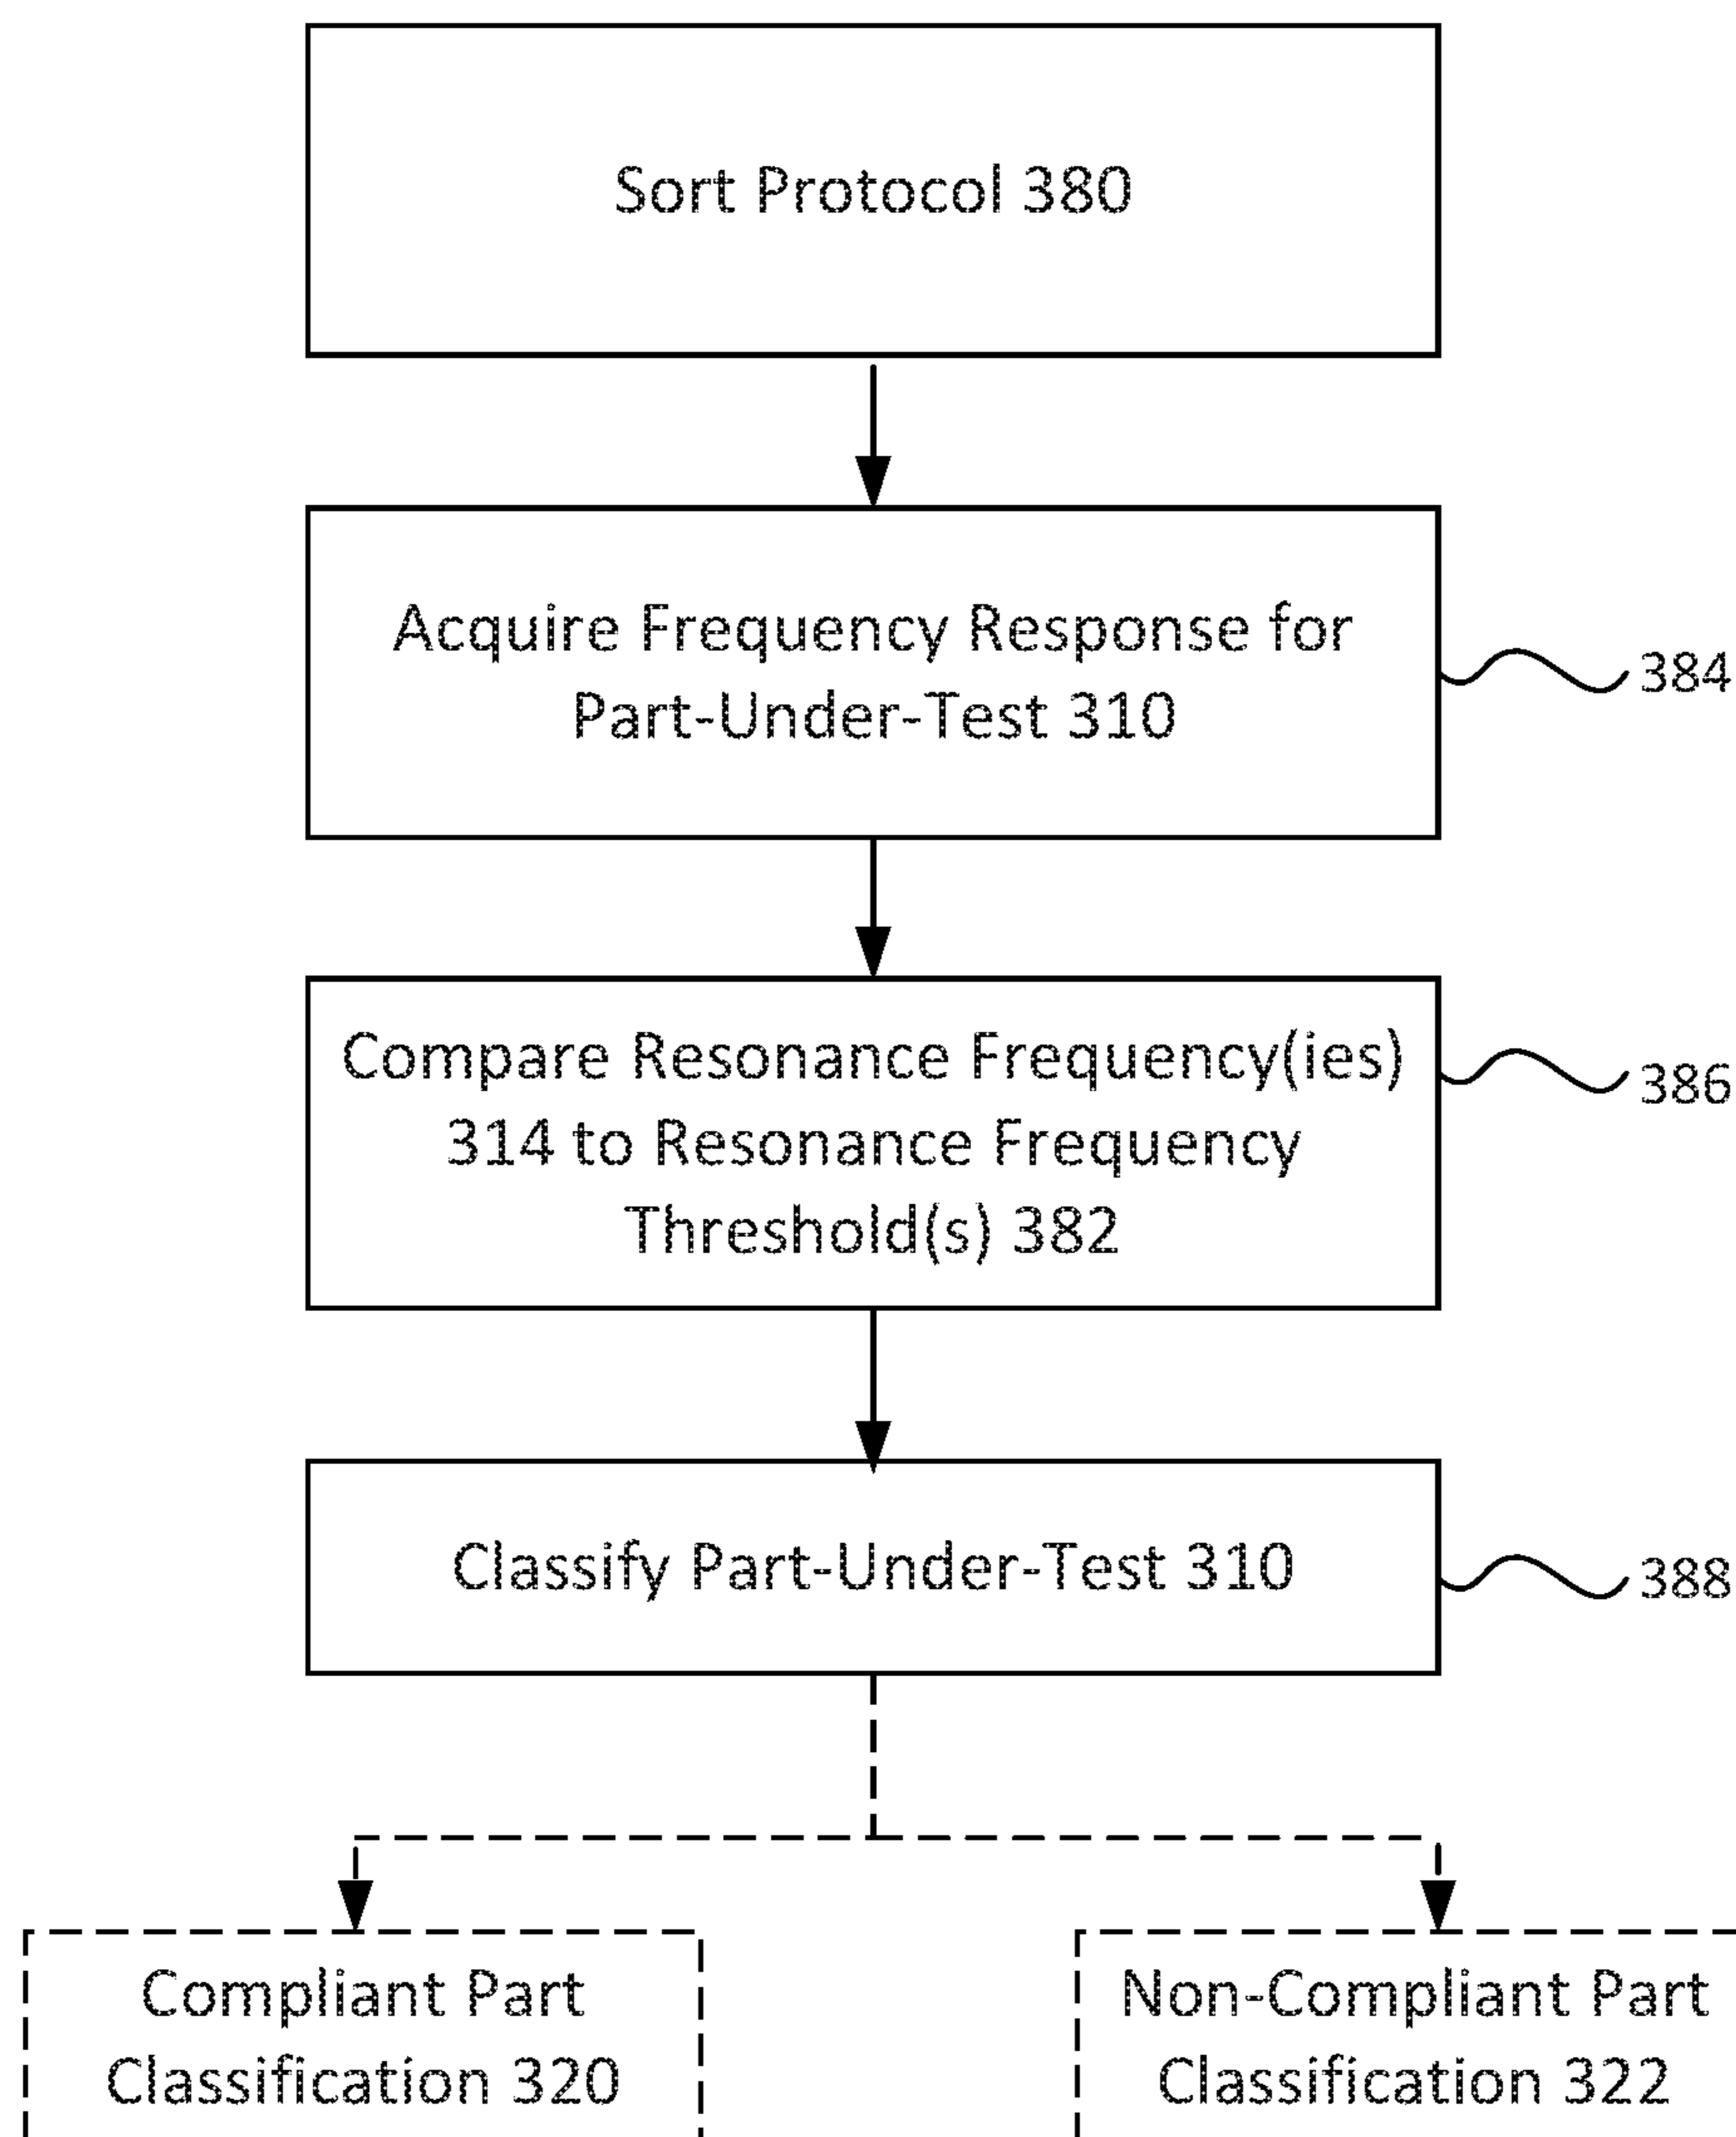 Sort Protocol 380
Acquire Frequency Response for
Part-Under-Test 310
384
Compare Resonance Frequency(ies)
314 to Resonance Frequency
Threshold(s) 382
386
Classify Part-Under-Test 310
388
Compliant Part
Classification 320
Non-Compliant Part
Classification 322